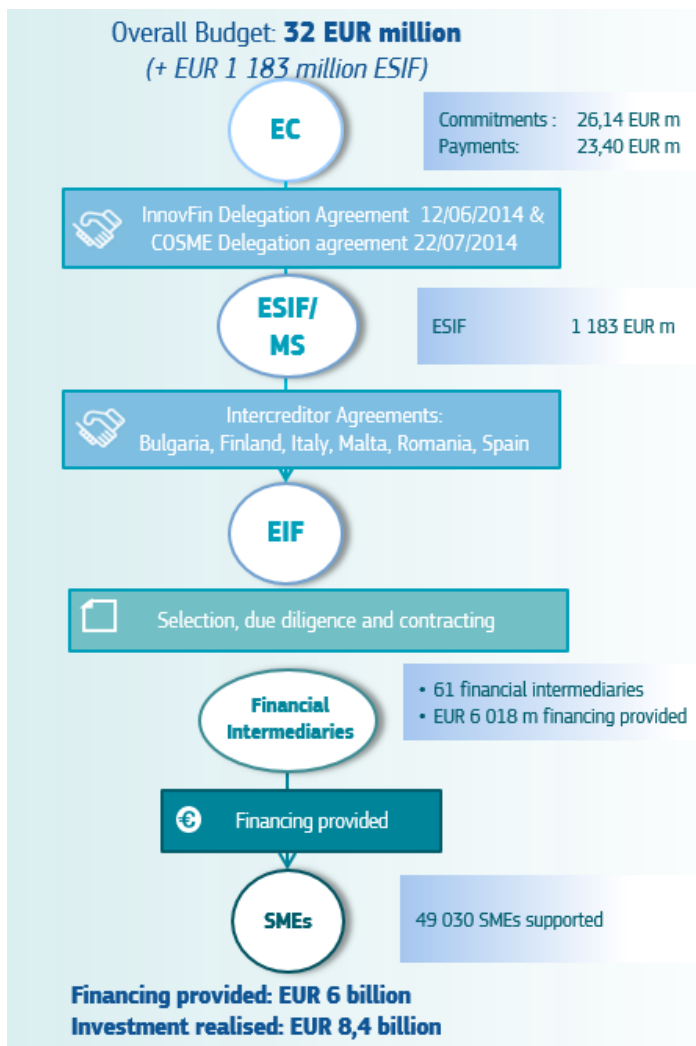 Overall Budget: 32 EUR million
(+ EUR 1 183 million ESIF)
EC
Commitments : 26,14 EUR m
Payments: 23,40 EUR m
InnovFin Delegation Agreement 12/06/2014 &
COSME Delegation agreement 22/07/2014
ESIF/
MS
ESIF 1 183 EUR m
Intercreditor Agreements:
Bulgaria, Finland, Italy, Malta, Romania, Spain
EIF
Selection, due diligence and contracting
Financial
Intermediaries
• 61 financial intermediaries
• EUR 6 018 m financing provided
€ Financing provided
SMEs
49 030 SMEs supported
Financing provided: EUR 6 billion
Investment realised: EUR 8,4 billion